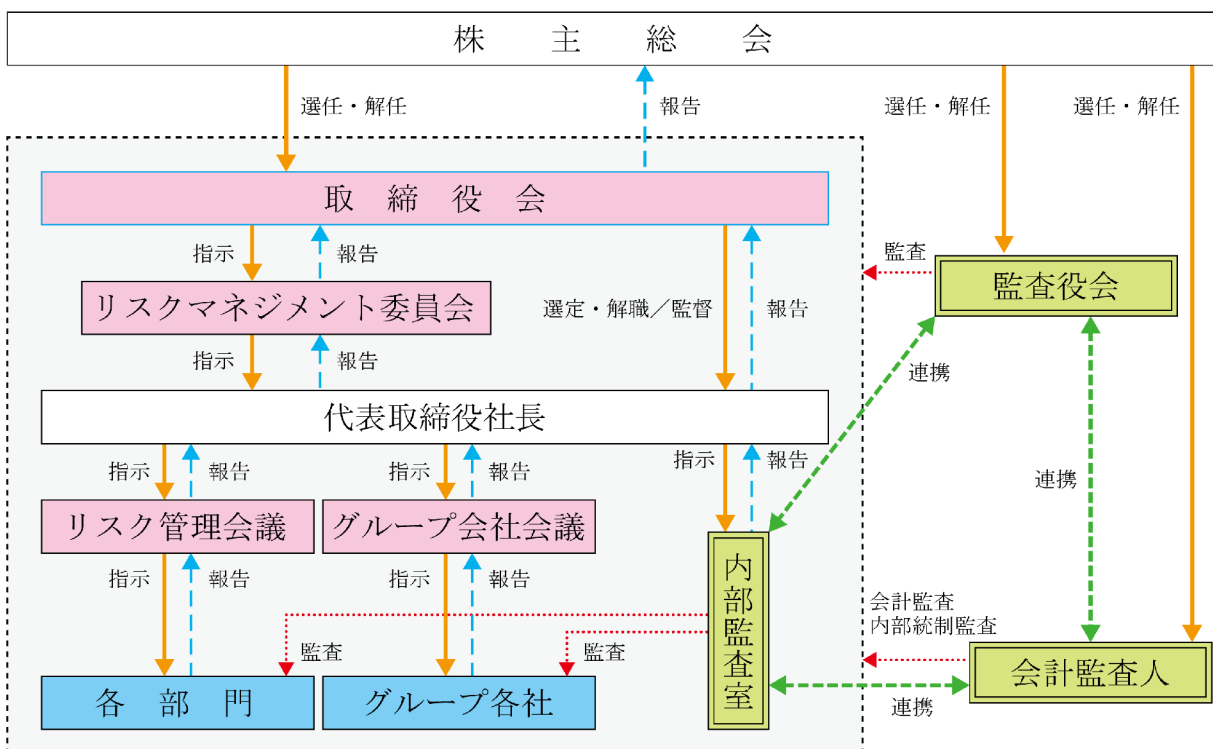 株主総会
選任・解任
報告
選任・解任
選任・解任
取締役会
指示
報告
監査
監査役会
リスクマネジメント委員会
選定・解職／監督
報告
指示
報告
連携
代表取締役社長
指示
報告
指示
報告
指示
報告
連携
リスク管理会議
グループ会社会議
内部監査室
指示
報告
指示
報告
会計監査
内部統制監査
監査
監査
会計監査人
各部門
グループ各社
連携